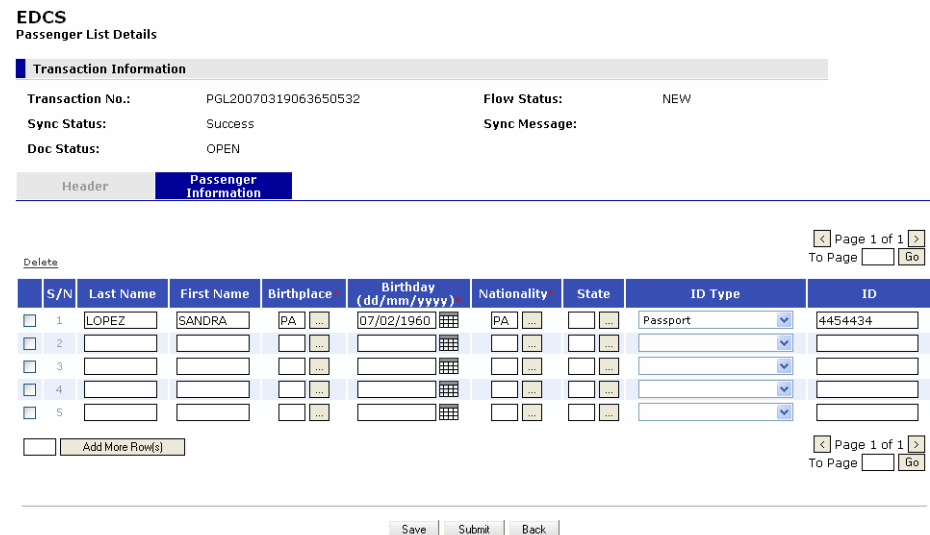 EDCS
Passenger List Details
Transaction Information
Transaction No.: PGL20070319063650532 Flow Status: NEW
Sync Status: Success Sync Message:
Doc Status: OPEN
Header Passenger Information
< Page 1 of 1 >
Delete To Page Go
S/N Last Name First Name Birthplace* Birthday (dd/mm/yyyy)* Nationality* State ID Type ID
1 LOPEZ SANDRA PA ... 07/02/1960 PA ... ... Passport 4454434
2 ... ... ...
3 ... ... ...
4 ... ... ...
5 ... ... ...
Add More Row(s) < Page 1 of 1 >
To Page Go
Save Submit Back